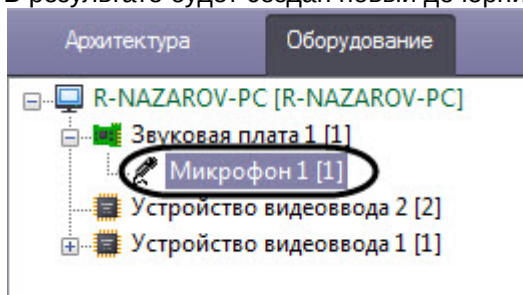 В результате будет создан новый дочерни
Архитектура Оборудование
R-NAZAROV-PC [R-NAZAROV-PC]
Звуковая плата 1 [1]
Микрофон 1 [1]
Устройство видеоввода 2 [2]
Устройство видеоввода 1 [1]